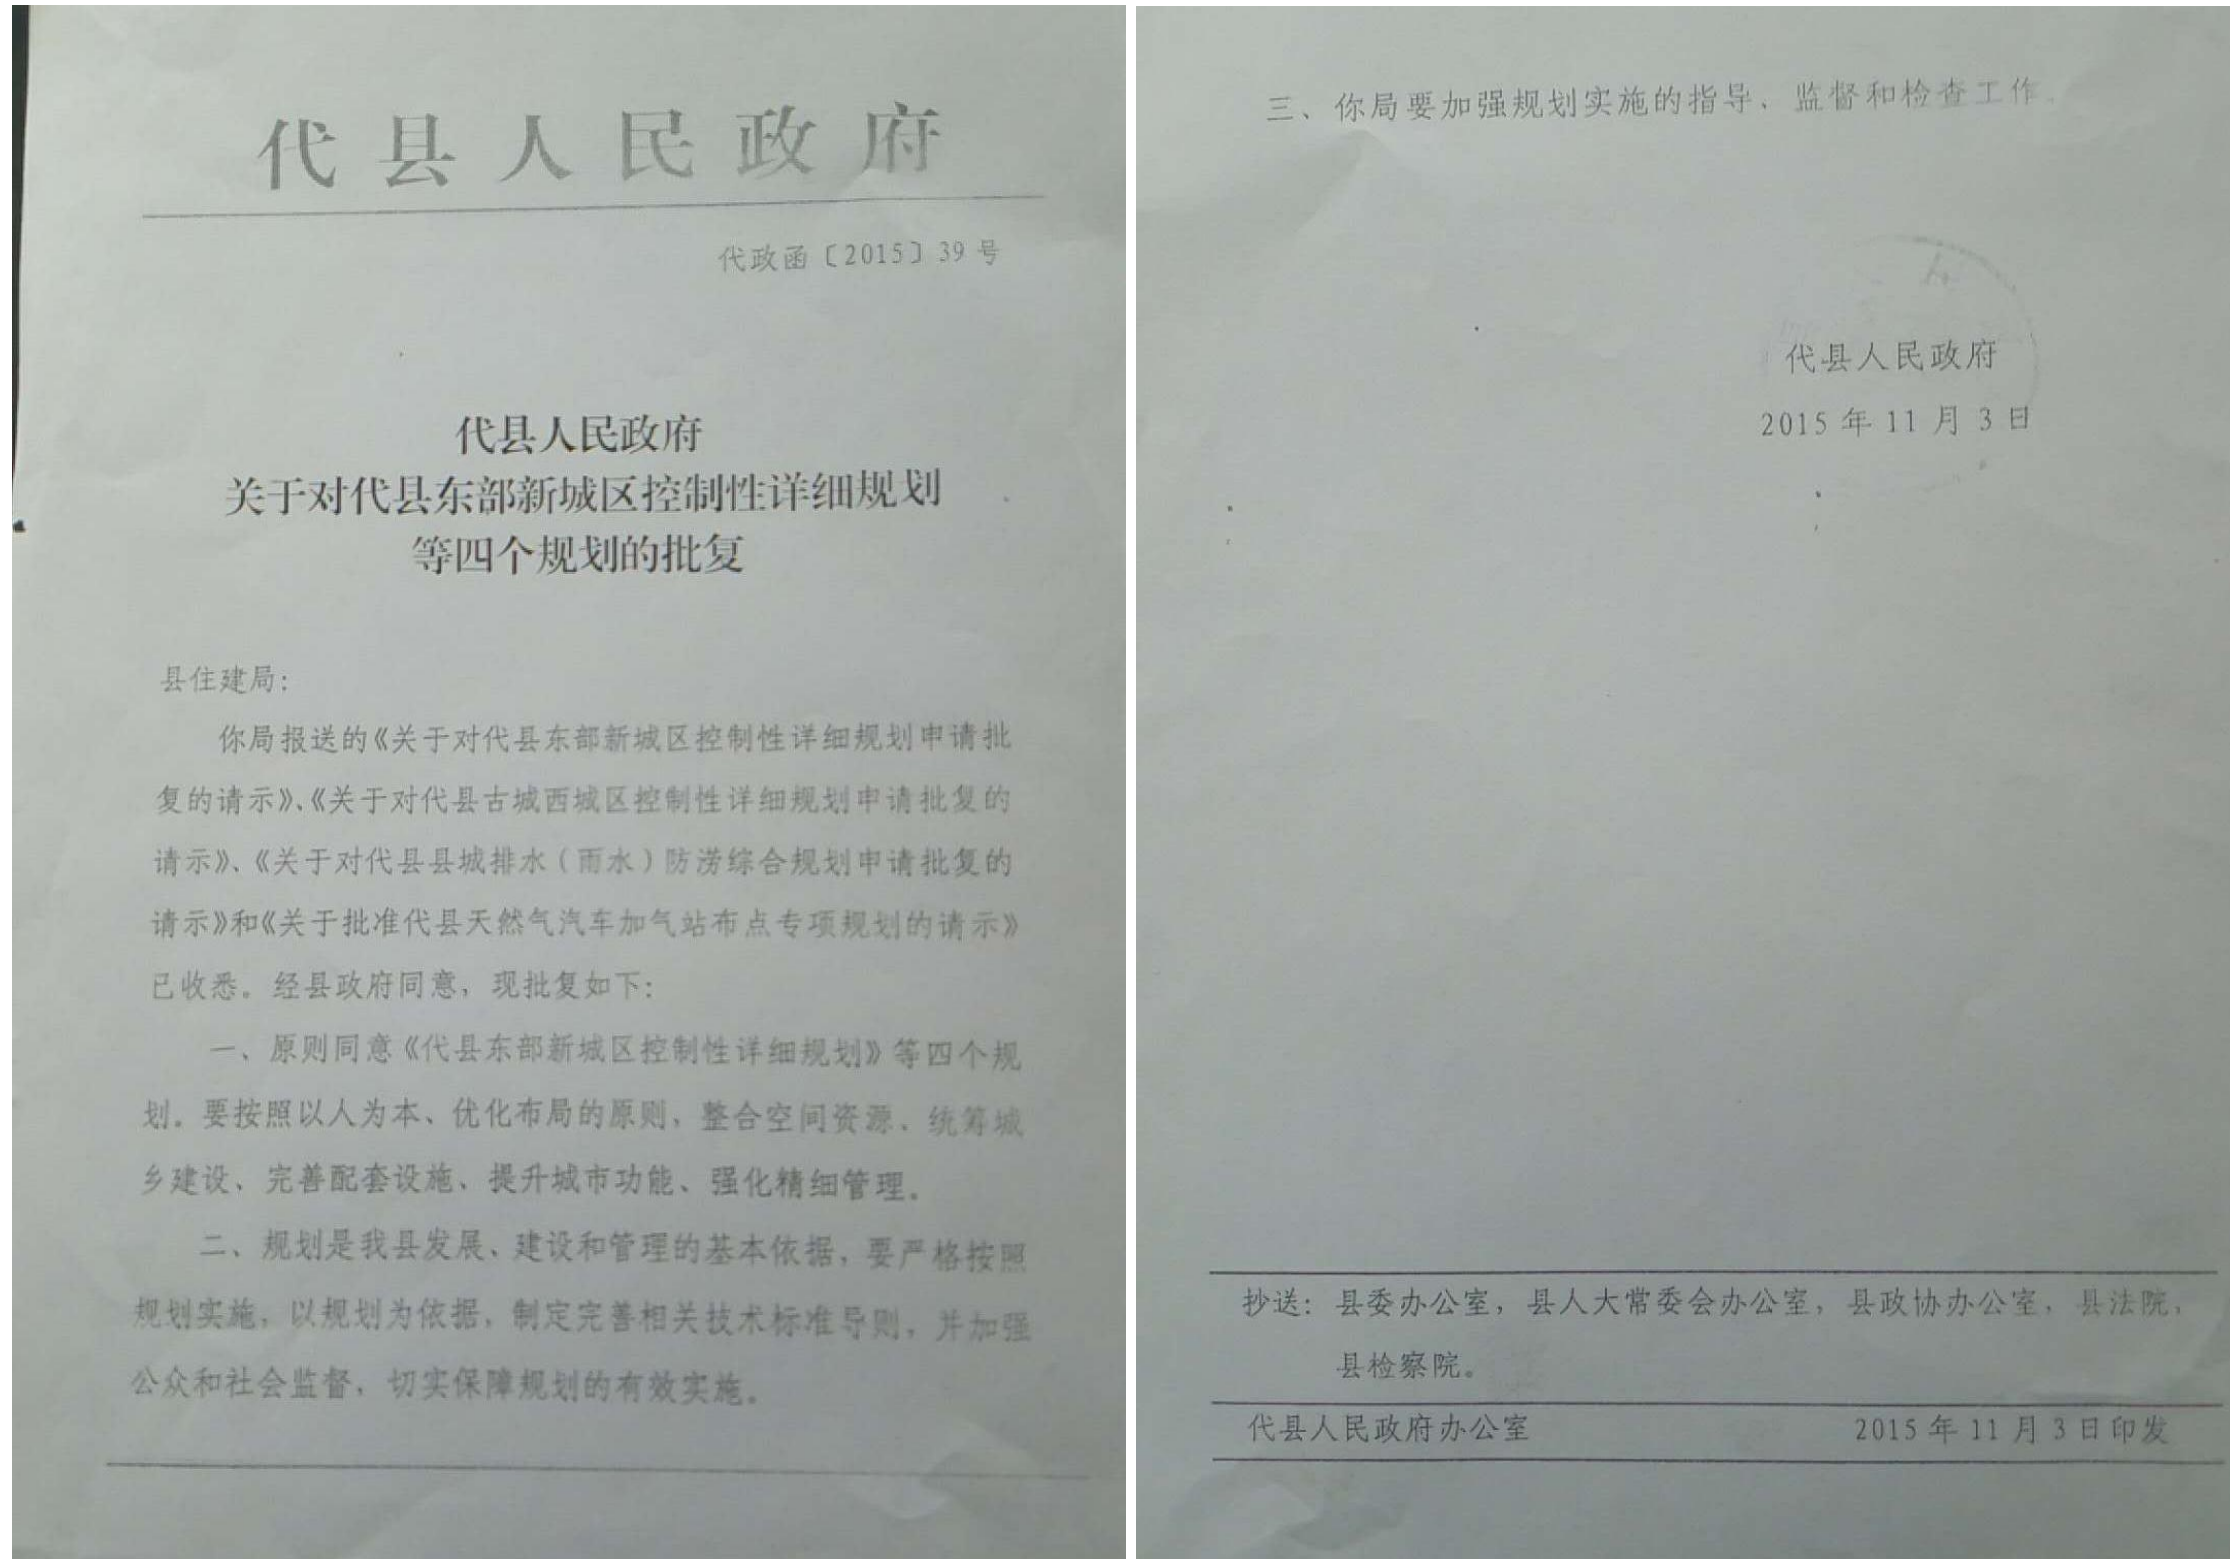 代县人民政府
代政函〔2015〕39号
代县人民政府
关于对代县东部新城区控制性详细规划
等四个规划的批复
县住建局：
你局报送的《关于对代县东部新城区控制性详细规划申请批
复的请示》、《关于对代县古城西城区控制性详细规划申请批复的
请示》、《关于对代县县城排水（雨水）防涝综合规划申请批复的
请示》和《关于批准代县天然气汽车加气站布点专项规划的请示》
已收悉。经县政府同意，现批复如下：
一、原则同意《代县东部新城区控制性详细规划》等四个规
划。要按照以人为本、优化布局的原则，整合空间资源、统筹城
乡建设、完善配套设施、提升城市功能、强化精细管理。
二、规划是我县发展、建设和管理的基本依据，要严格按照
规划实施，以规划为依据，制定完善相关技术标准导则，并加强
公众和社会监督，切实保障规划的有效实施。
三、你局要加强规划实施的指导、监督和检查工作。
代县人民政府
2015年11月3日
抄送：县委办公室，县人大常委会办公室，县政协办公室，县法院，
县检察院。
代县人民政府办公室 2015年11月3日印发